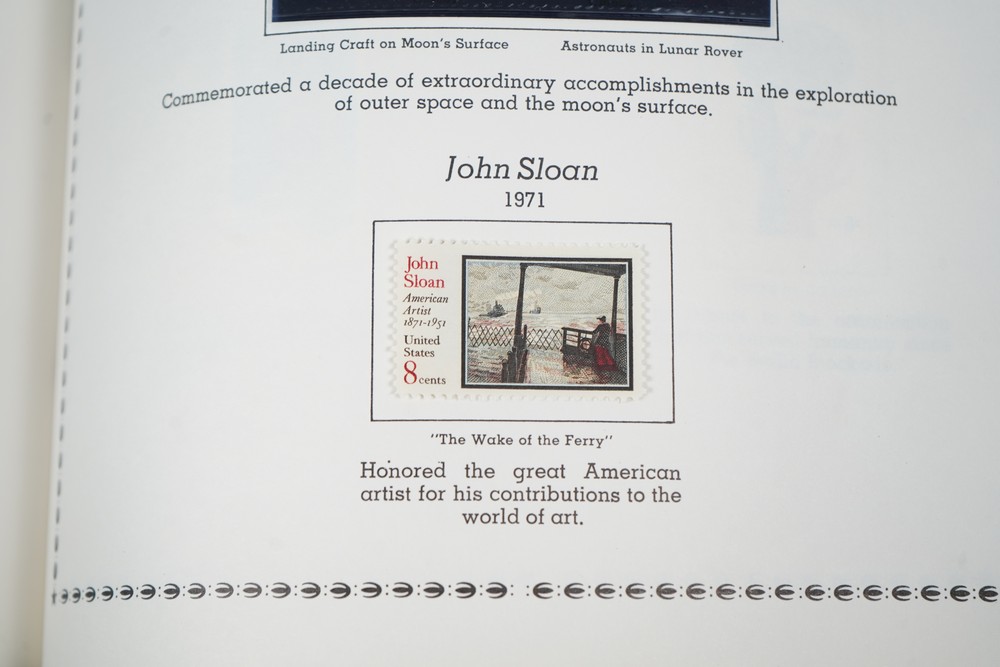 Landing Craft on Moon's Surface Astronauts in Lunar Rover
Commemorated a decade of extraordinary accomplishments in the exploration
of outer space and the moon's surface.
John Sloan
1971
John
Sloan
American
Artist
1871-1951
United
States
8 cents
"The Wake of the Ferry"
Honored the great American
artist for his contributions to the
world of art.